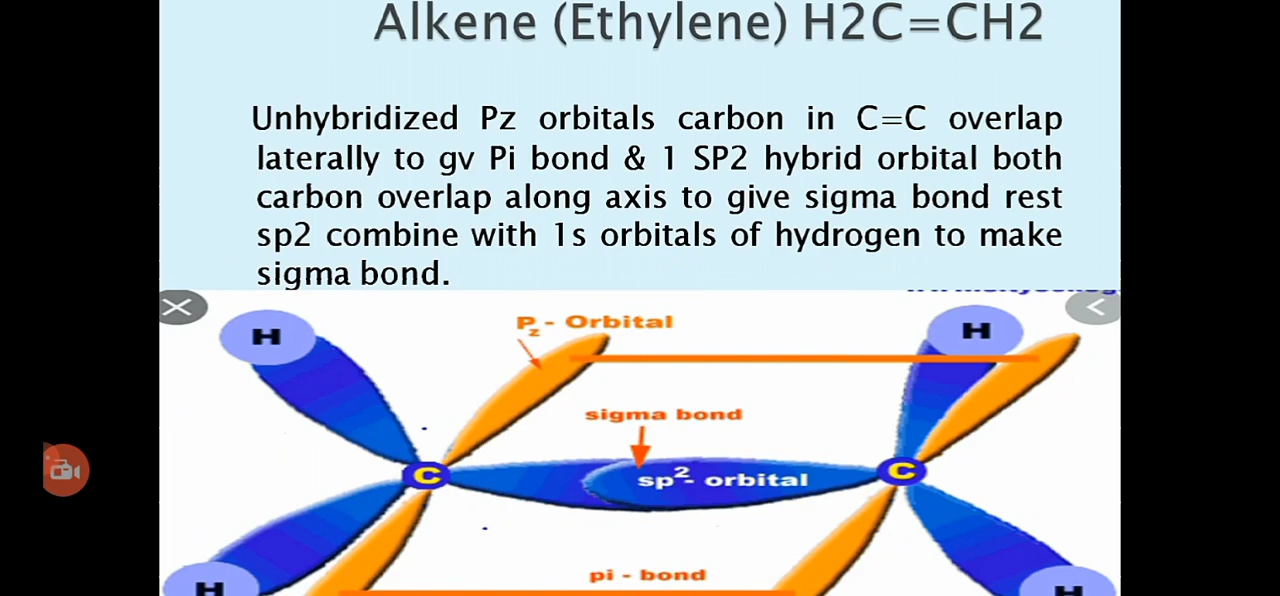 Alkene (Ethylene) H2C=CH2
Unhybridized Pz orbitals carbon in C=C overlap
laterally to gv Pi bond & 1 SP2 hybrid orbital both
carbon overlap along axis to give sigma bond rest
sp2 combine with 1s orbitals of hydrogen to make
sigma bond.
H
Pz - Orbital
H
sigma bond
C
sp2- orbital
C
H
pi - bond
H